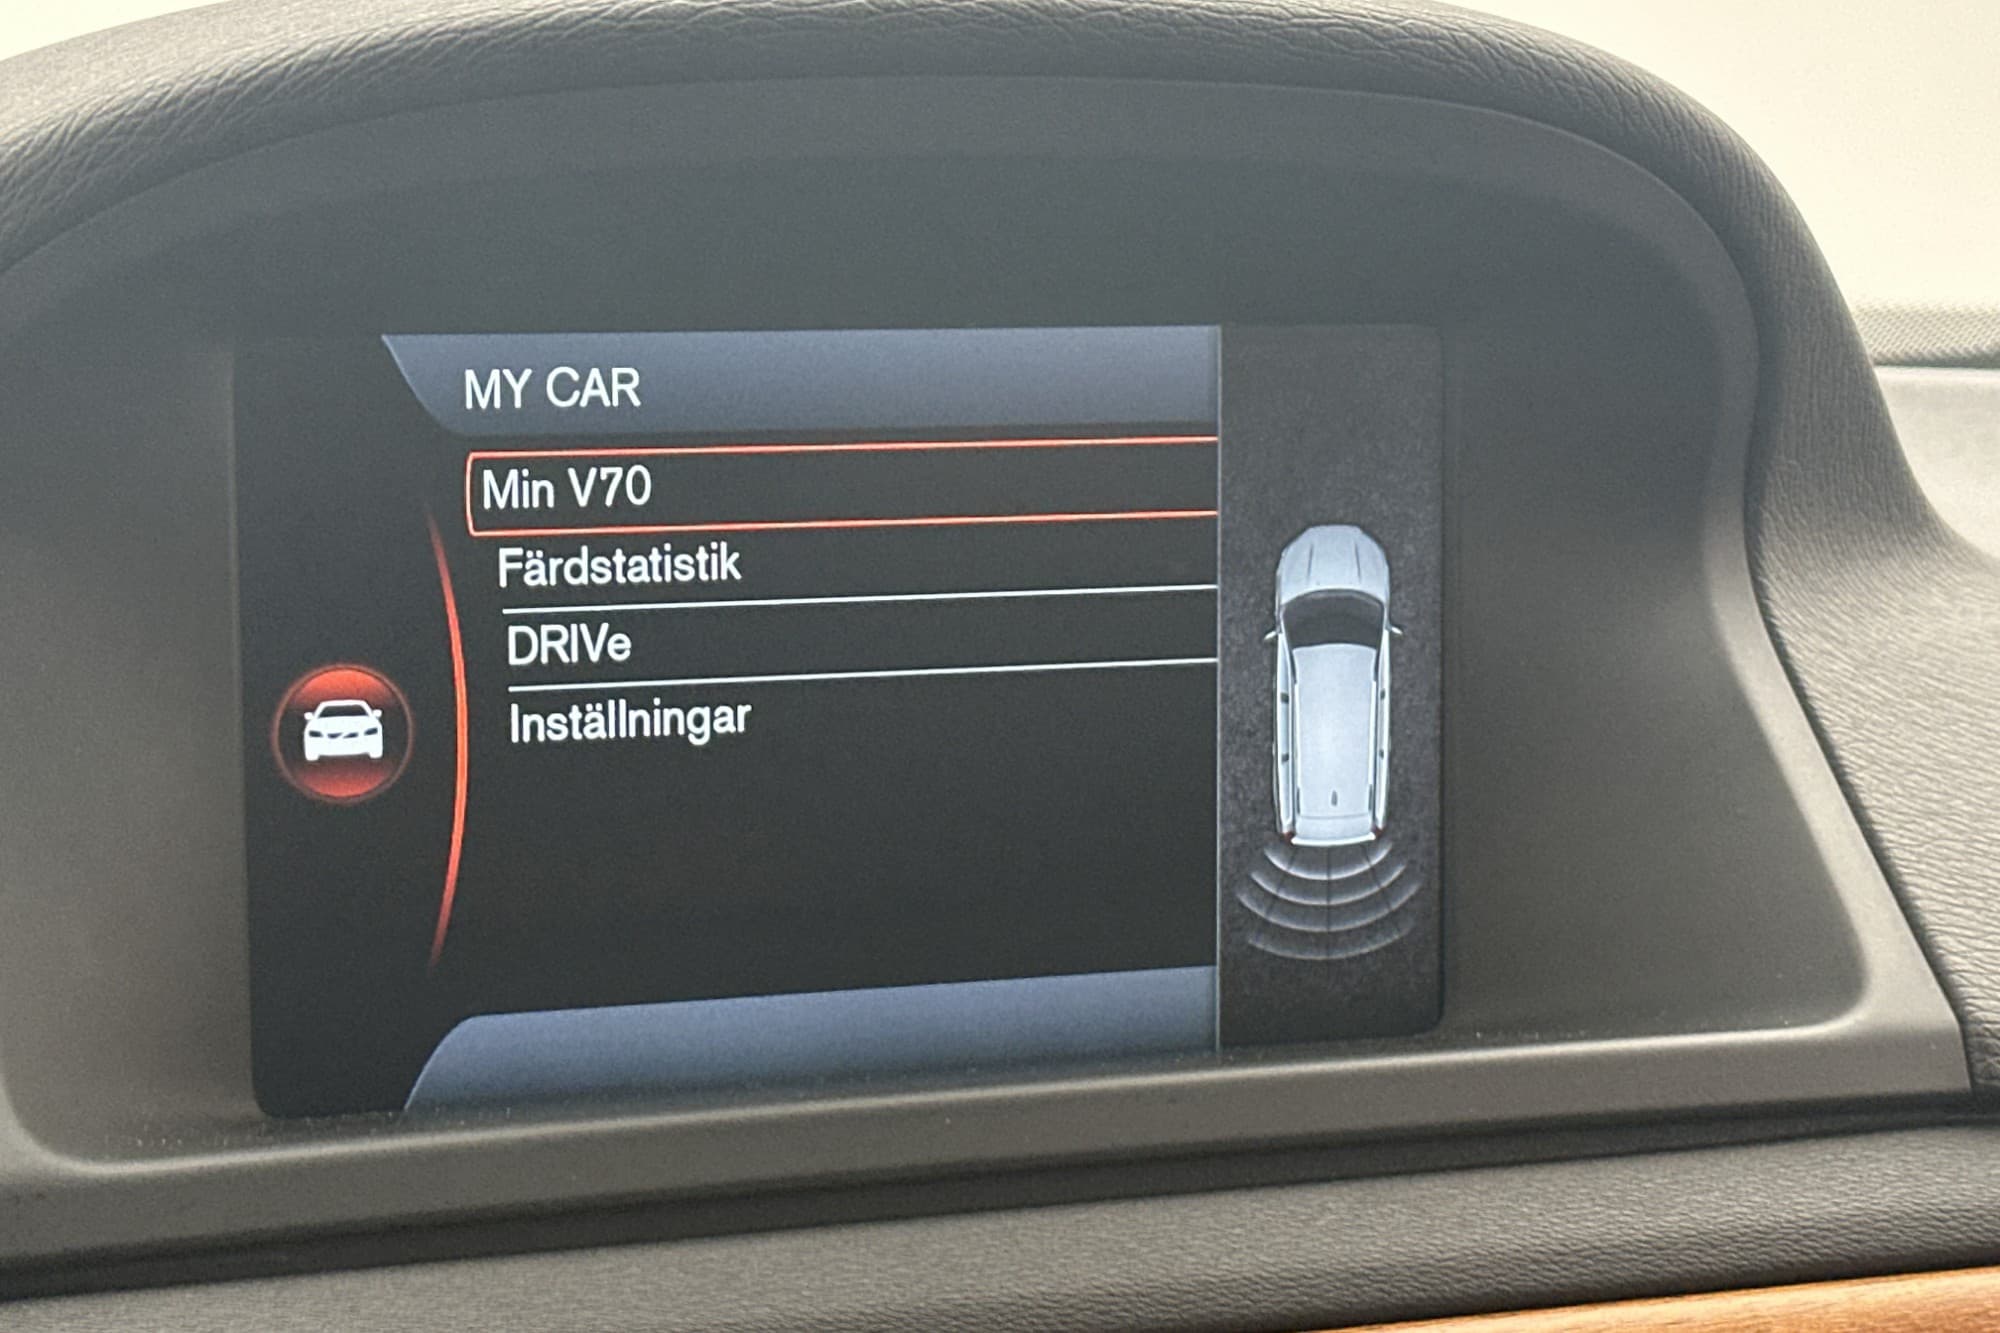 MY CAR
Min V70
Färdstatistik
DRIVe
Inställningar